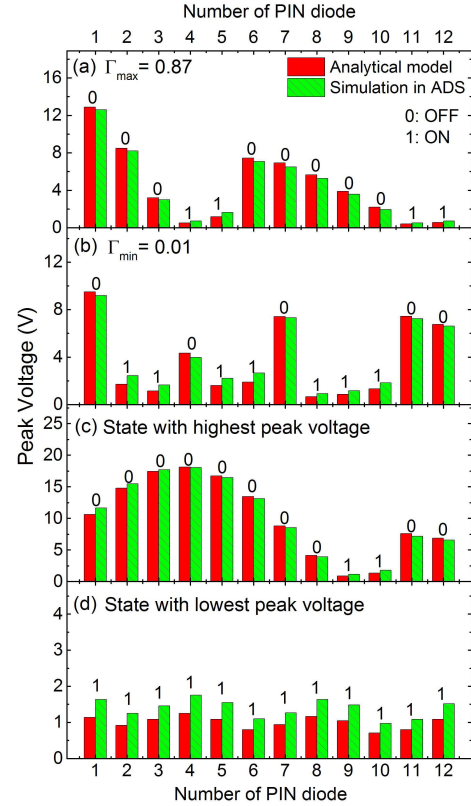 Number of PIN diode
1 2 3 4 5 6 7 8 9 10 11 12
(a) Γmax = 0.87
Analytical model
Simulation in ADS
0: OFF
1: ON
16
12
8
4
0
0 0 0 1 1 0 0 0 0 0 1 1
(b) Γmin = 0.01
12
8
4
0
0 1 1 0 1 1 0 1 1 1 0 0
Peak Voltage (V)
(c) State with highest peak voltage
25
20
15
10
5
0
0 0 0 0 0 0 0 0 1 1 0 0
(d) State with lowest peak voltage
4
3
2
1
0
1 1 1 1 1 1 1 1 1 1 1 1
1 2 3 4 5 6 7 8 9 10 11 12
Number of PIN diode